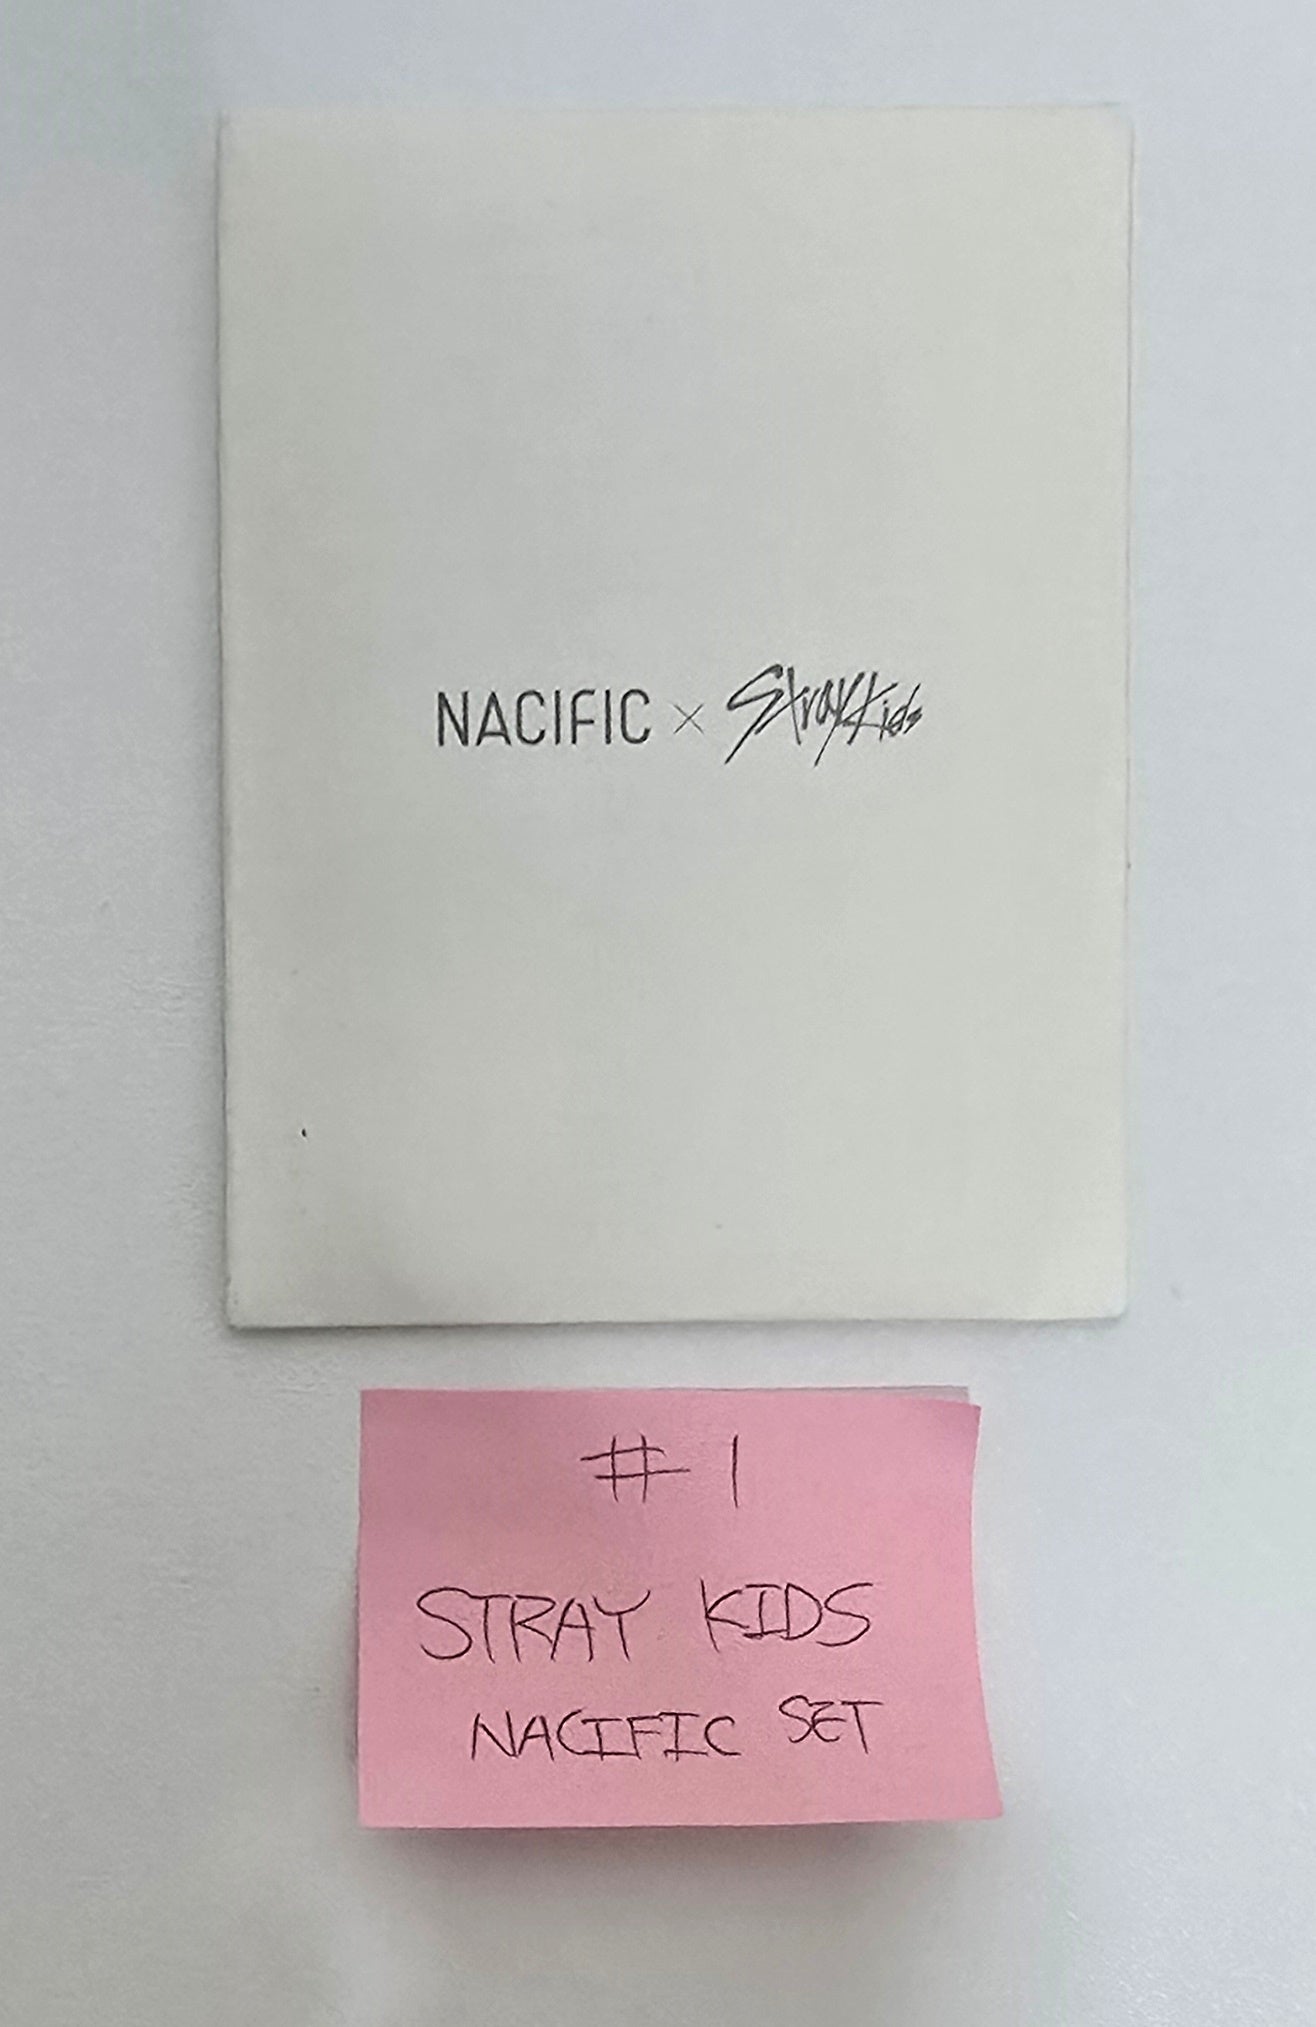 NACIFIC × StrayKids
# 1
STRAY KIDS
NACIFIC SET